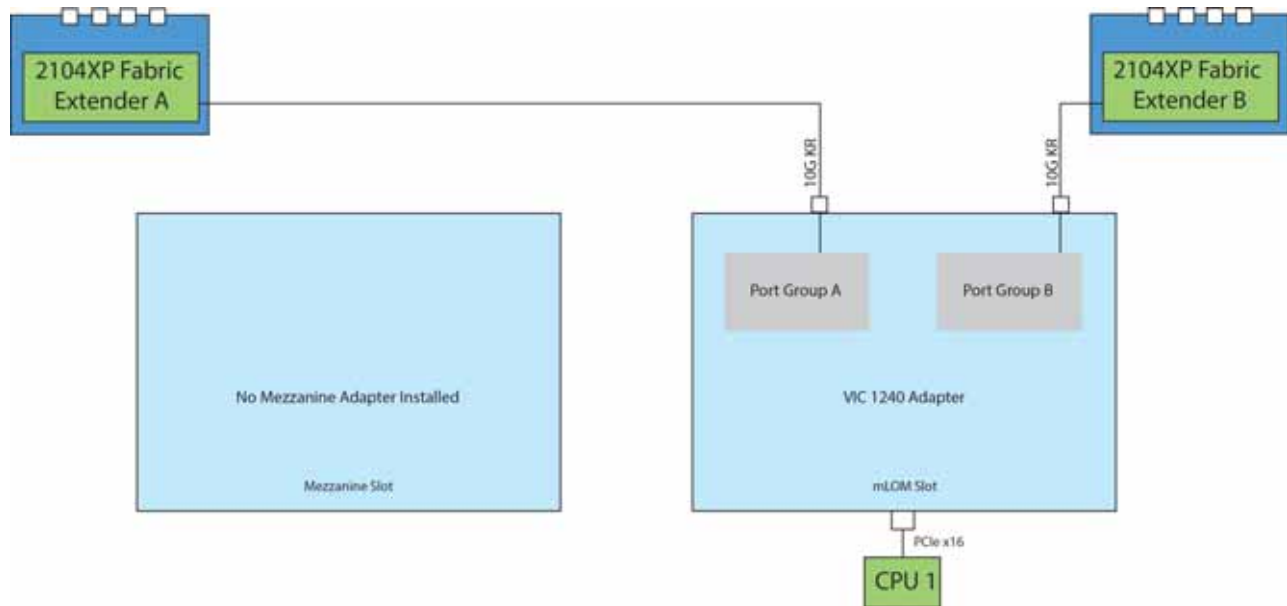 2104XP Fabric
Extender A
2104XP Fabric
Extender B
10G KR
10G KR
Port Group A
Port Group B
No Mezzanine Adapter Installed
VIC 1240 Adapter
Mezzanine Slot
mLOM Slot
PCIe x16
CPU 1